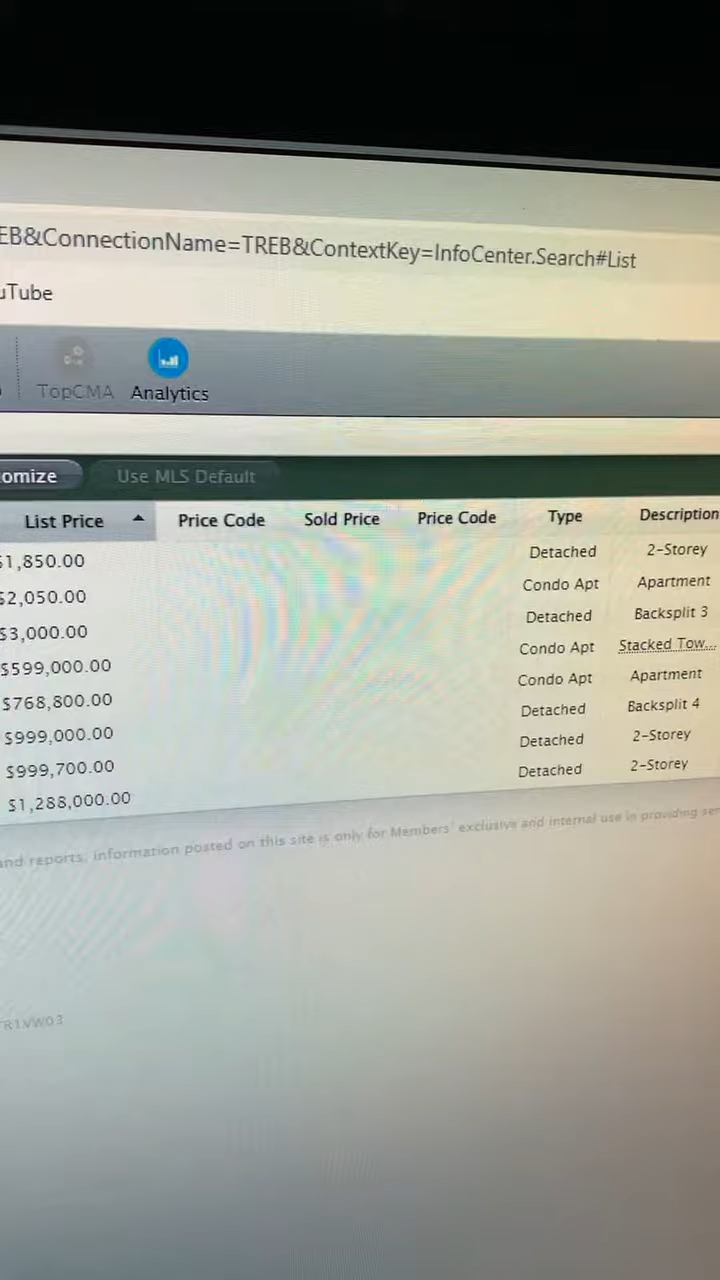 EB&ConnectionName=TREB&ContextKey=InfoCenter.Search#List
uTube
TopCMA Analytics
omize Use MLS Default
List Price Price Code Sold Price Price Code Type Description
$1,850.00 Detached 2-Storey
$2,050.00 Condo Apt Apartment
$3,000.00 Detached Backsplit 3
$599,000.00 Condo Apt Stacked Tow...
$768,800.00 Condo Apt Apartment
$999,000.00 Detached Backsplit 4
$999,700.00 Detached 2-Storey
$1,288,000.00 Detached 2-Storey
and reports, information posted on this site is only for Members' exclusive and internal use in providing ser
R1VW03